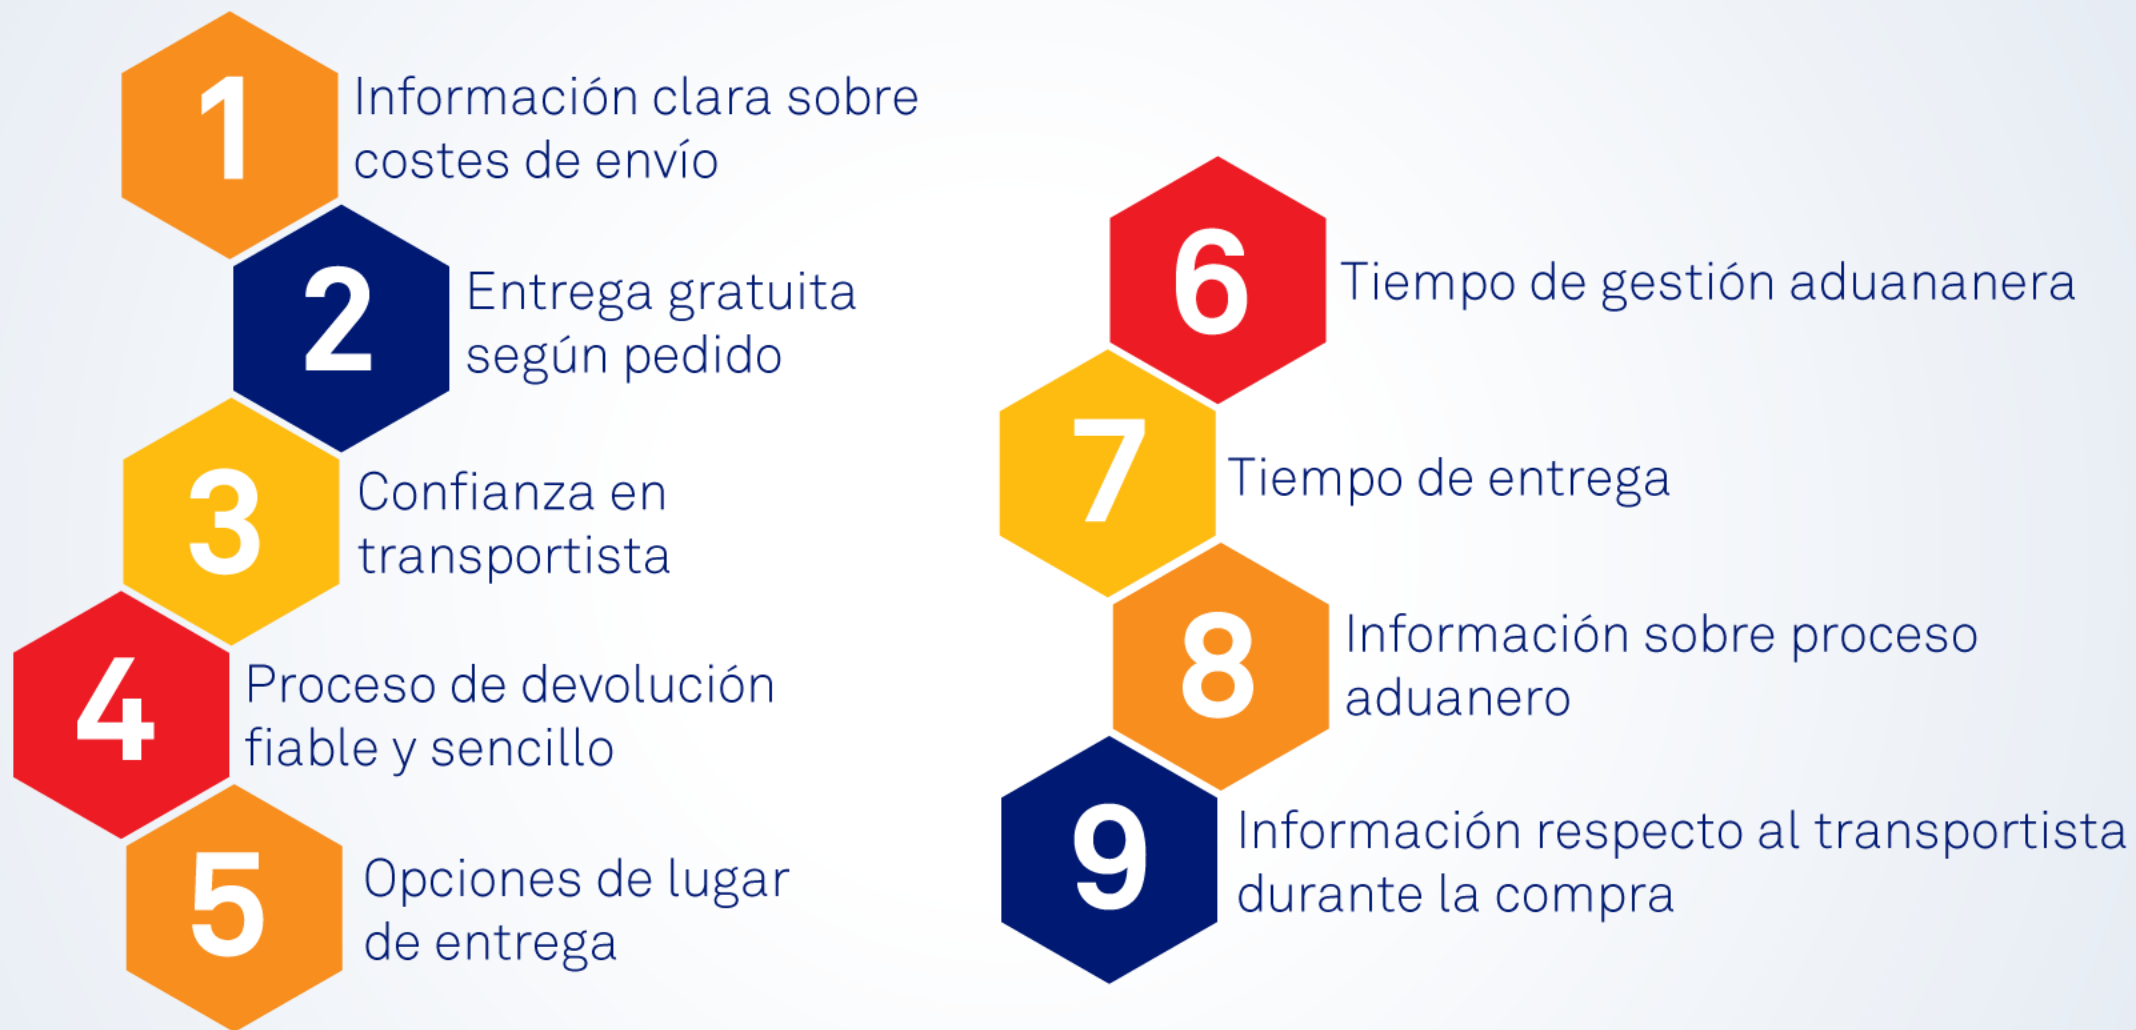 1
Información clara sobre
costes de envío
2
Entrega gratuita
según pedido
3
Confianza en
transportista
4
Proceso de devolución
fiable y sencillo
5
Opciones de lugar
de entrega
6
Tiempo de gestión aduananera
7
Tiempo de entrega
8
Información sobre proceso
aduanero
9
Información respecto al transportista
durante la compra